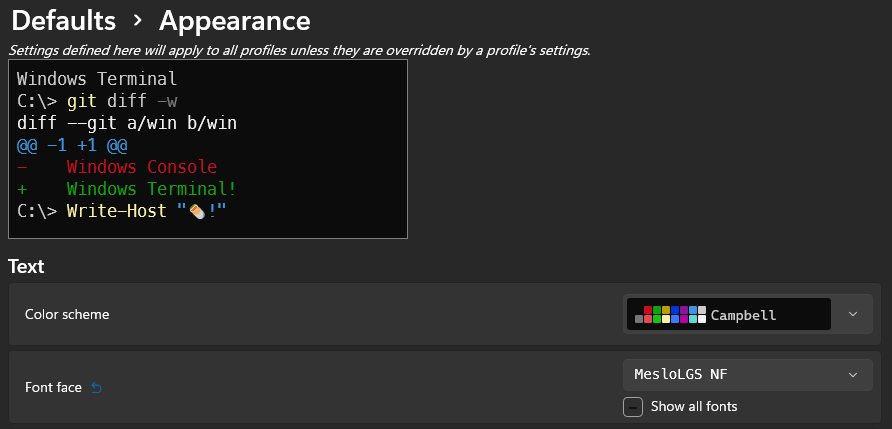 Defaults > Appearance
Settings defined here will apply to all profiles unless they are overridden by a profile's settings.
Windows Terminal
C:\> git diff -w
diff --git a/win b/win
@@ -1 +1 @@
-    Windows Console
+    Windows Terminal!
C:\> Write-Host "🌯!"
Text
Color scheme
Campbell
Font face
MesloLGS NF
Show all fonts